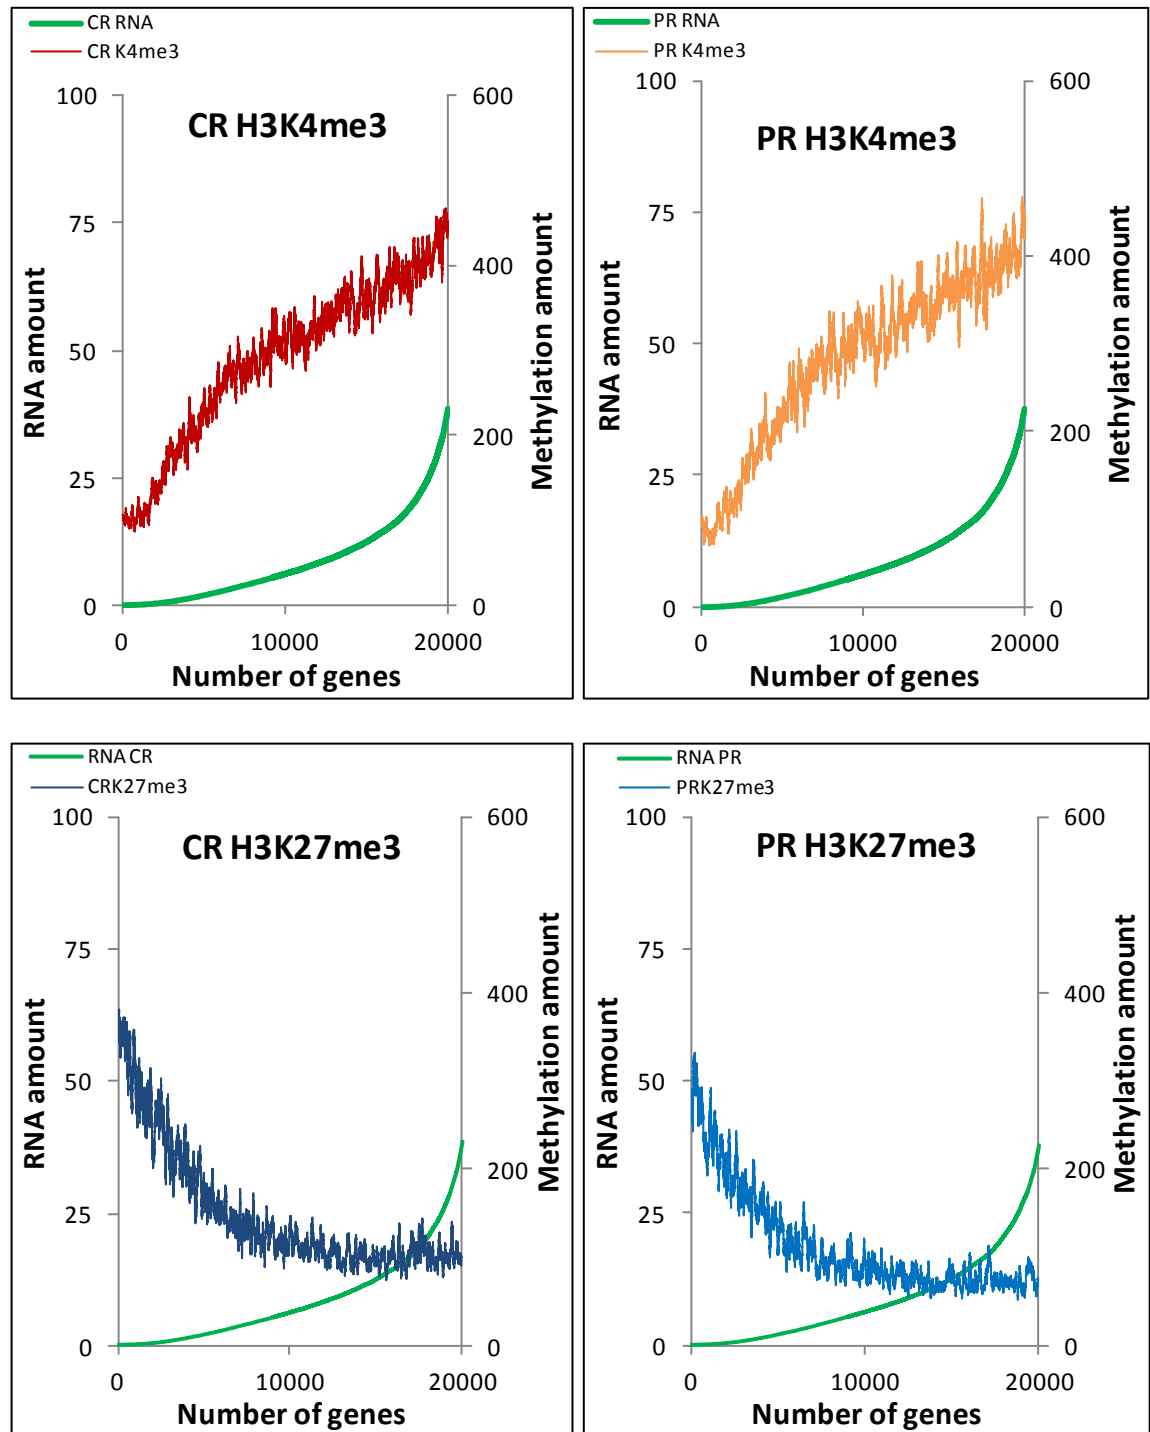 CR RNA
CR K4me3
CR H3K4me3
100
75
50
25
0
600
400
200
0
0 10000 20000
RNA amount
Methylation amount
Number of genes
PR RNA
PR K4me3
PR H3K4me3
100
75
50
25
0
600
400
200
0
0 10000 20000
RNA amount
Methylation amount
Number of genes
RNA CR
CRK27me3
CR H3K27me3
100
75
50
25
0
600
400
200
0
0 10000 20000
RNA amount
Methylation amount
Number of genes
RNA PR
PRK27me3
PR H3K27me3
100
75
50
25
0
600
400
200
0
0 10000 20000
RNA amount
Methylation amount
Number of genes